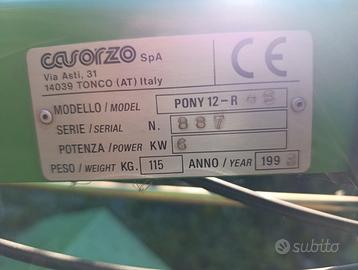 casorzo SpA CE
Via Asti, 31
14039 TONCO (AT) Italy
MODELLO / MODEL PONY 12-R
SERIE / SERIAL N. 887
POTENZA / POWER KW 6
PESO / WEIGHT KG. 115 ANNO / YEAR 199
subito